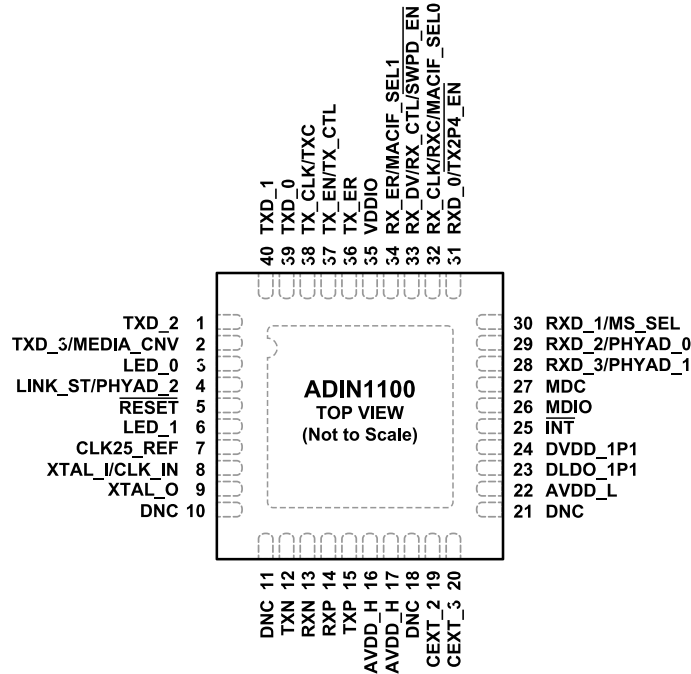 40 TXD_1
39 TXD_0
38 TX_CLK/TXC
37 TX_EN/TX_CTL
36 TX_ER
35 VDDIO
34 RX_ER/MACIF_SEL1
33 RX_DV/RX_CTL/SWPD_EN
32 RX_CLK/RXC/MACIF_SEL0
31 RXD_0/TX2P4_EN
TXD_2 1
TXD_3/MEDIA_CNV 2
LED_0 3
LINK_ST/PHYAD_2 4
RESET 5
LED_1 6
CLK25_REF 7
XTAL_I/CLK_IN 8
XTAL_O 9
DNC 10
ADIN1100
TOP VIEW
(Not to Scale)
30 RXD_1/MS_SEL
29 RXD_2/PHYAD_0
28 RXD_3/PHYAD_1
27 MDC
26 MDIO
25 INT
24 DVDD_1P1
23 DLDO_1P1
22 AVDD_L
21 DNC
DNC 11
TXN 12
RXN 13
RXP 14
TXP 15
AVDD_H 16
AVDD_H 17
DNC 18
CEXT_2 19
CEXT_3 20